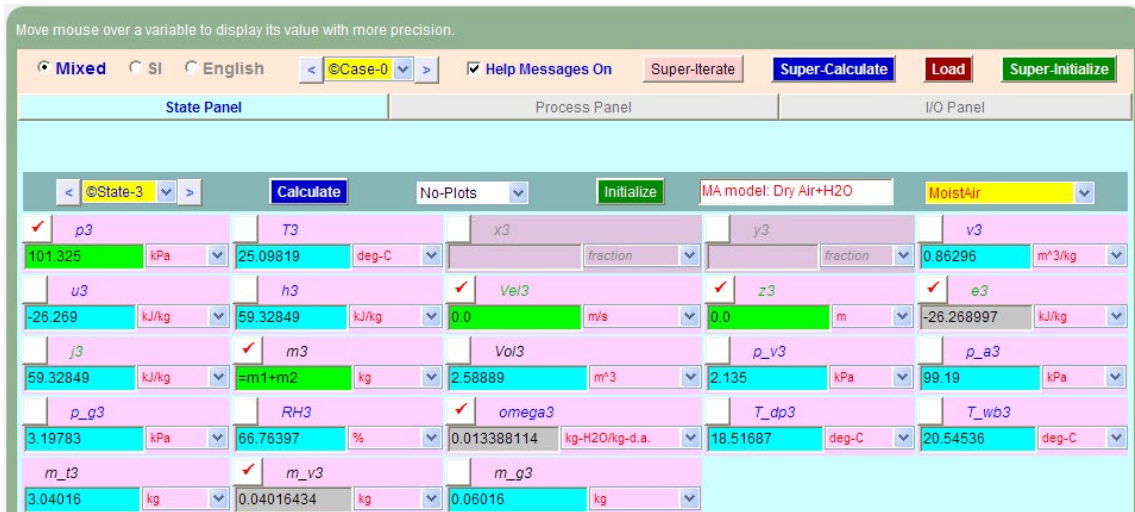 Move mouse over a variable to display its value with more precision.
Mixed SI English < ©Case-0 > Help Messages On Super-Iterate Super-Calculate Load Super-Initialize
State Panel Process Panel I/O Panel
< ©State-3 > Calculate No-Plots Initialize MA model: Dry Air+H2O MoistAir
p3 T3 x3 y3 v3
101.325 kPa 25.09819 deg-C fraction fraction 0.86296 m^3/kg
u3 h3 Vel3 z3 e3
-26.269 kJ/kg 59.32849 kJ/kg 0.0 m/s 0.0 m -26.268997 kJ/kg
j3 m3 Vol3 p_v3 p_a3
59.32849 kJ/kg =m1+m2 kg 2.58889 m^3 2.135 kPa 99.19 kPa
p_g3 RH3 omega3 T_dp3 T_wb3
3.19783 kPa 66.76397 % 0.013388114 kg-H2O/kg-d.a. 18.51687 deg-C 20.54536 deg-C
m_t3 m_v3 m_g3
3.04016 kg 0.04016434 kg 0.06016 kg